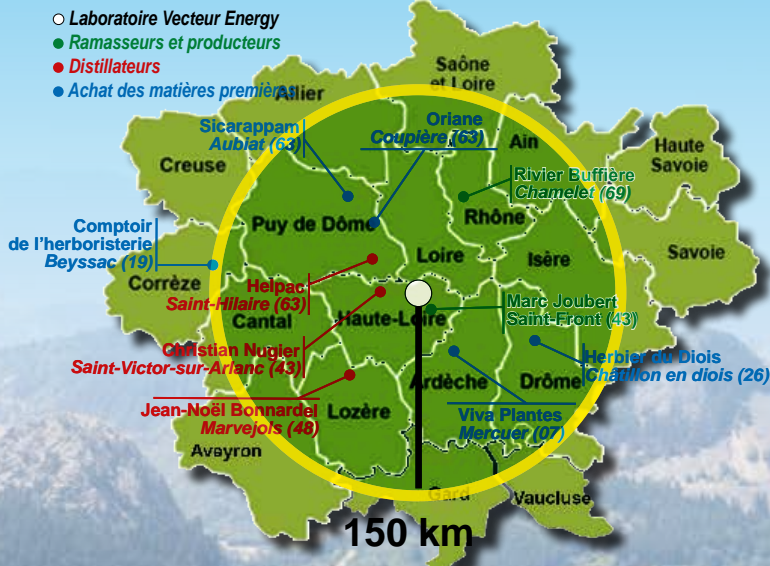 Laboratoire Vecteur Energy
Ramasseurs et producteurs
Distillateurs
Achat des matières premières
Saône
et Loire
Allier
Sicarappam
Aubiat (63)
Oriane
Coupière (63)
Ain
Creuse
Haute
Savoie
Rivier Buffière
Chamelet (69)
Puy de Dôme
Rhône
Comptoir
de l'herboristerie
Beyssac (19)
Loire
Isère
Savoie
Corrèze
Helpac
Saint-Hilaire (63)
Marc Joubert
Saint-Front (43)
Cantal
Haute-Loire
Christian Nugier
Saint-Victor-sur-Arlanc (43)
Herbier du Diois
Châtillon en diois (26)
Ardèche
Drôme
Jean-Noël Bonnardel
Marvejols (48)
Lozère
Viva Plantes
Mercuer (07)
Aveyron
Gard
Vaucluse
150 km